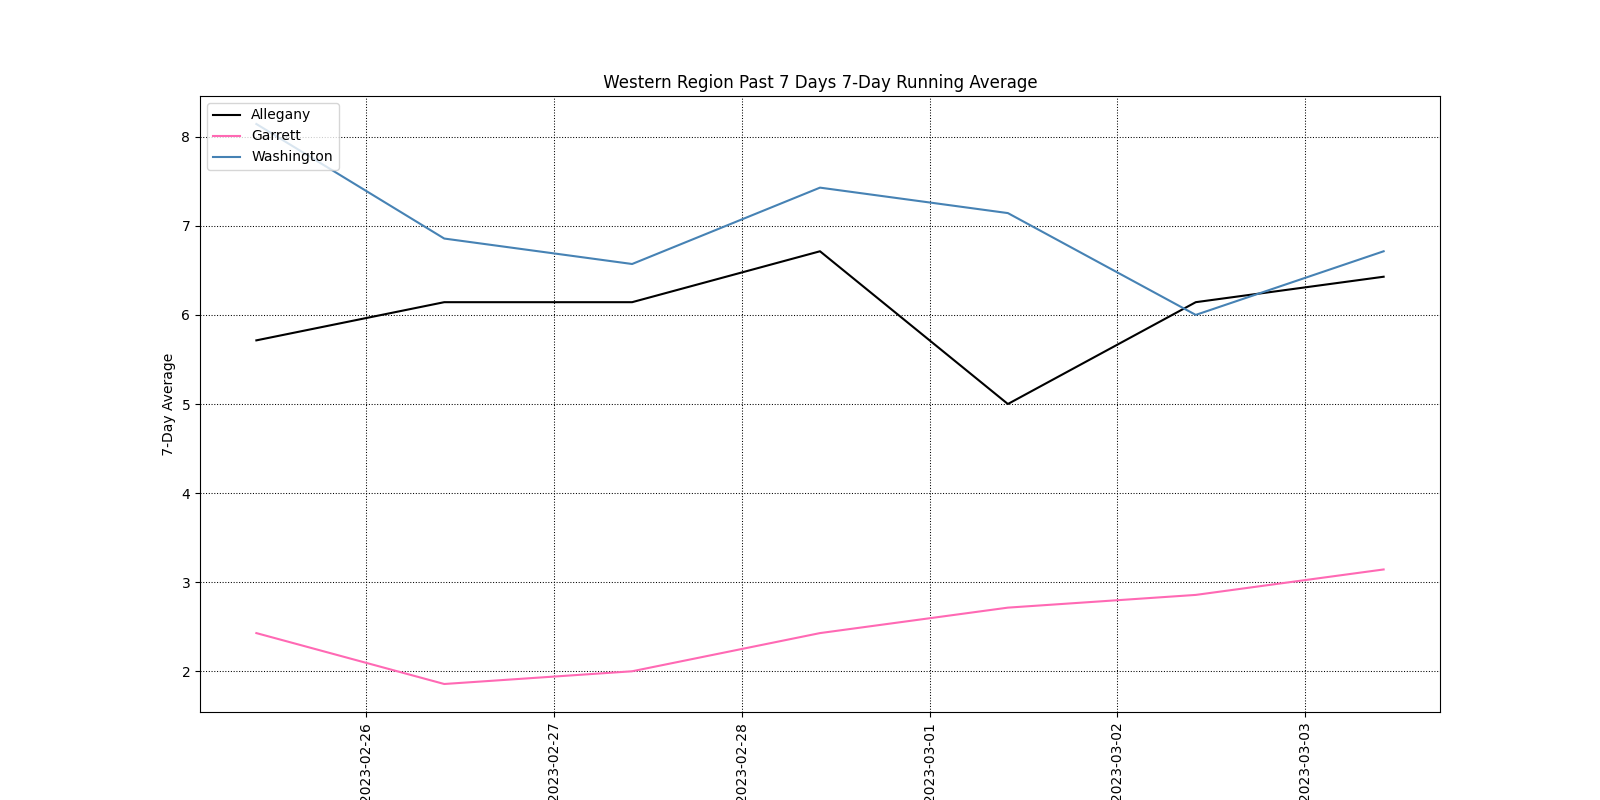 Western Region Past 7 Days 7-Day Running Average
Allegany
Garrett
Washington
8
7
6
5
4
3
2
7-Day Average
2023-02-26
2023-02-27
2023-02-28
2023-03-01
2023-03-02
2023-03-03